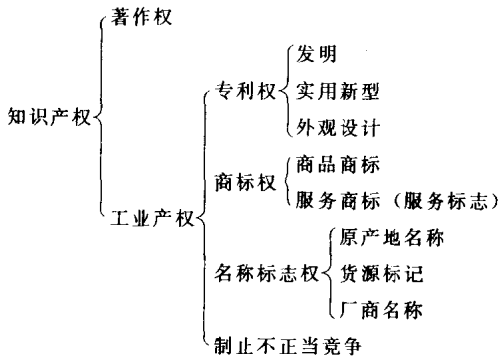 著作权
发明
专利权
实用新型
知识产权
外观设计
商品商标
商标权
服务商标（服务标志）
工业产权
原产地名称
名称标志权
货源标记
厂商名称
制止不正当竞争